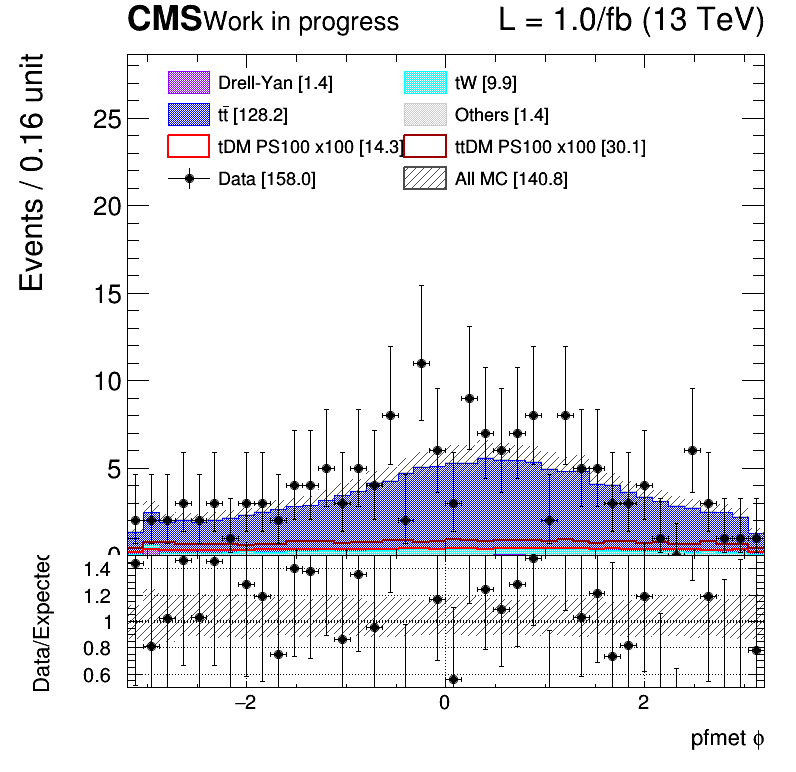 CMS Work in progress L = 1.0/fb (13 TeV)
Events / 0.16 unit
Drell-Yan [1.4] tW [9.9]
tt̄ [128.2] Others [1.4]
tDM PS100 x100 [14.3] ttDM PS100 x100 [30.1]
Data [158.0] All MC [140.8]
25
20
15
10
5
0
Data/Expected
1.4
1.2
1
0.8
0.6
−2 0 2
pfmet ϕ